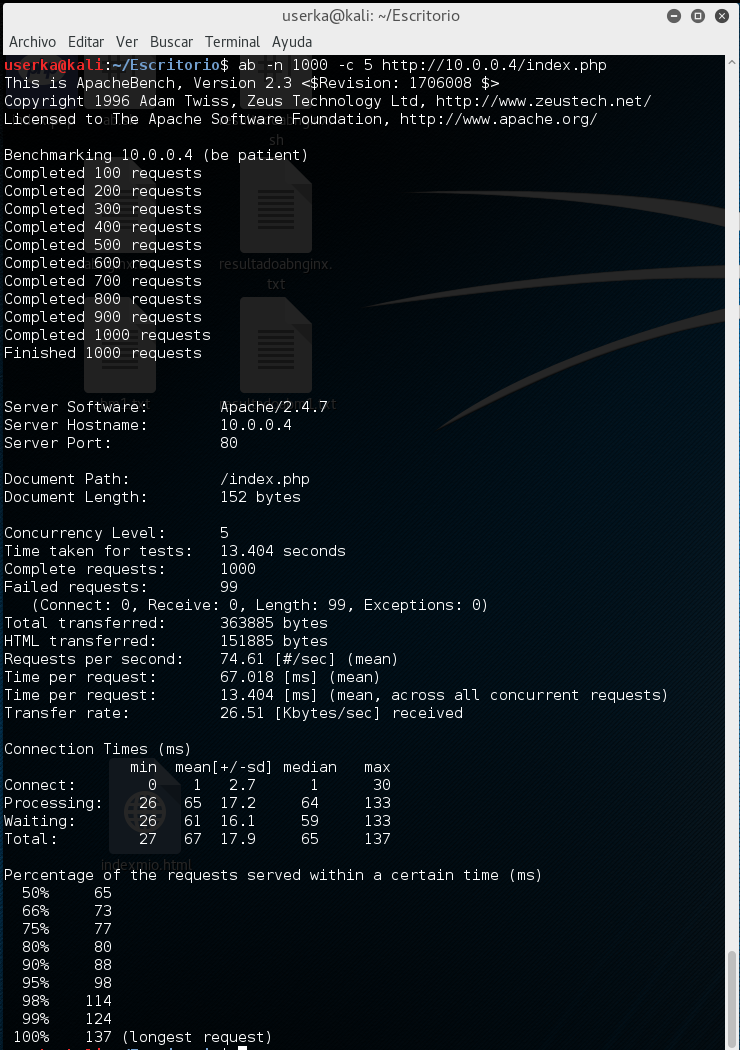 userka@kali: ~/Escritorio
Archivo Editar Ver Buscar Terminal Ayuda
userka@kali:~/Escritorio$ ab -n 1000 -c 5 http://10.0.0.4/index.php
This is ApacheBench, Version 2.3 <$Revision: 1706008 $>
Copyright 1996 Adam Twiss, Zeus Technology Ltd, http://www.zeustech.net/
Licensed to The Apache Software Foundation, http://www.apache.org/
sh
Benchmarking 10.0.0.4 (be patient)
Completed 100 requests
Completed 200 requests
Completed 300 requests
Completed 400 requests
Completed 500 requests
Completed 600 requests
resultadoabnginx.
Completed 700 requests
txt
Completed 800 requests
Completed 900 requests
Completed 1000 requests
Finished 1000 requests
Server Software: Apache/2.4.7
Server Hostname: 10.0.0.4
Server Port: 80
Document Path: /index.php
Document Length: 152 bytes
Concurrency Level: 5
Time taken for tests: 13.404 seconds
Complete requests: 1000
Failed requests: 99
(Connect: 0, Receive: 0, Length: 99, Exceptions: 0)
Total transferred: 363885 bytes
HTML transferred: 151885 bytes
Requests per second: 74.61 [#/sec] (mean)
Time per request: 67.018 [ms] (mean)
Time per request: 13.404 [ms] (mean, across all concurrent requests)
Transfer rate: 26.51 [Kbytes/sec] received
Connection Times (ms)
min mean[+/-sd] median max
Connect: 0 1 2.7 1 30
Processing: 26 65 17.2 64 133
Waiting: 26 61 16.1 59 133
Total: 27 67 17.9 65 137
indexmio.html
Percentage of the requests served within a certain time (ms)
50% 65
66% 73
75% 77
80% 80
90% 88
95% 98
98% 114
99% 124
100% 137 (longest request)